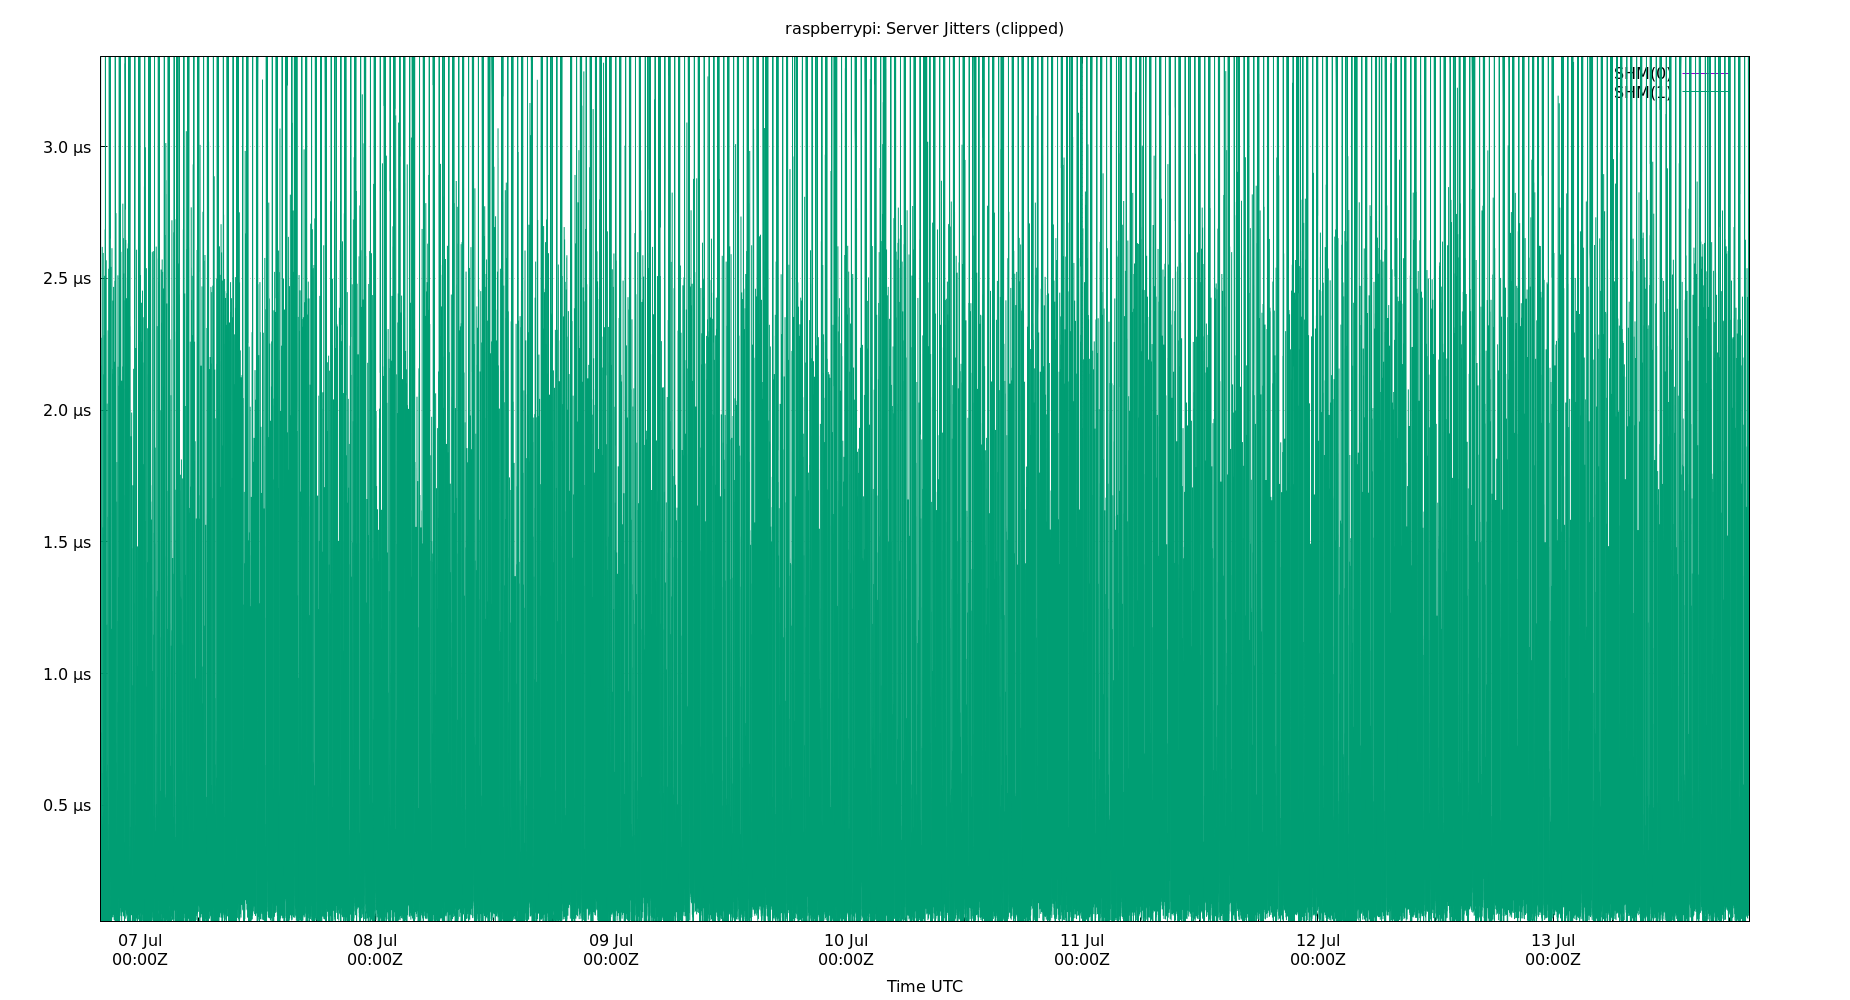 raspberrypi: Server Jitters (clipped)
SHM(0)
SHM(1)
3.0 µs
2.5 µs
2.0 µs
1.5 µs
1.0 µs
0.5 µs
07 Jul 08 Jul 09 Jul 10 Jul 11 Jul 12 Jul 13 Jul
00:00Z 00:00Z 00:00Z 00:00Z 00:00Z 00:00Z 00:00Z
Time UTC